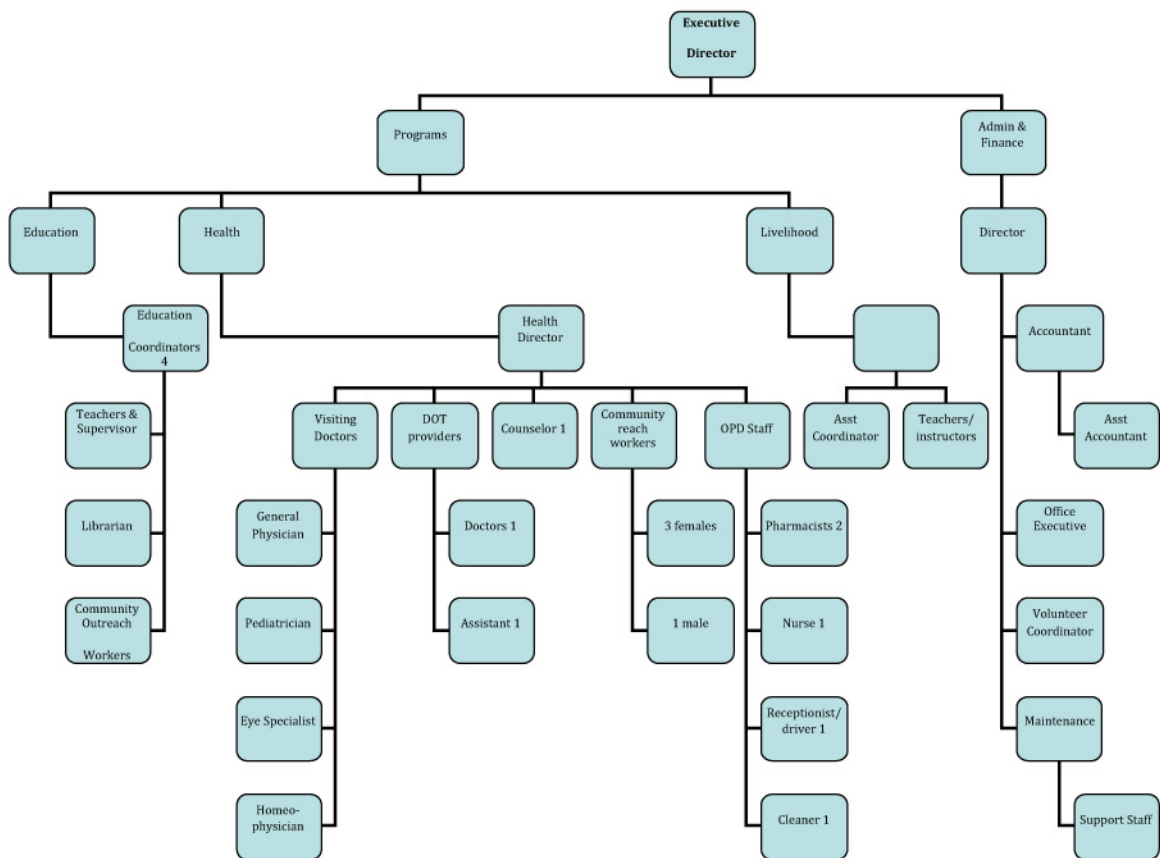 Executive
Director
Programs
Admin &
Finance
Education
Health
Livelihood
Director
Education
Coordinators
4
Health
Director
Accountant
Teachers &
Supervisor
Visiting
Doctors
DOT
providers
Counselor 1
Community
reach
workers
OPD Staff
Asst
Coordinator
Teachers/
instructors
Asst
Accountant
Librarian
General
Physician
Doctors 1
3 females
Pharmacists 2
Office
Executive
Community
Outreach
Workers
Pediatrician
Assistant 1
1 male
Nurse 1
Volunteer
Coordinator
Eye Specialist
Receptionist/
driver 1
Maintenance
Homeo-
physician
Cleaner 1
Support Staff